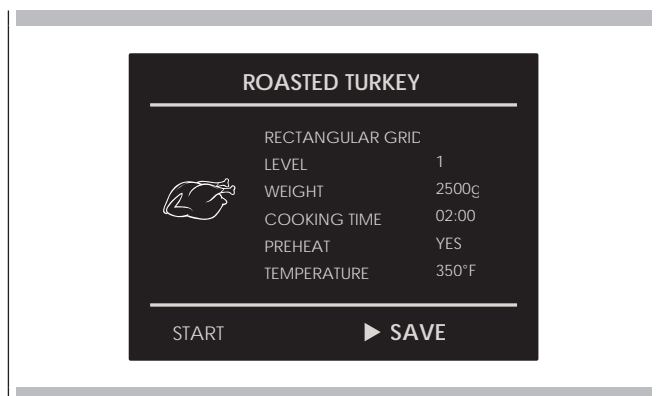 ROASTED TURKEY
RECTANGULAR GRID
LEVEL 1
WEIGHT 2500g
COOKING TIME 02:00
PREHEAT YES
TEMPERATURE 350°F
START ▶ SAVE